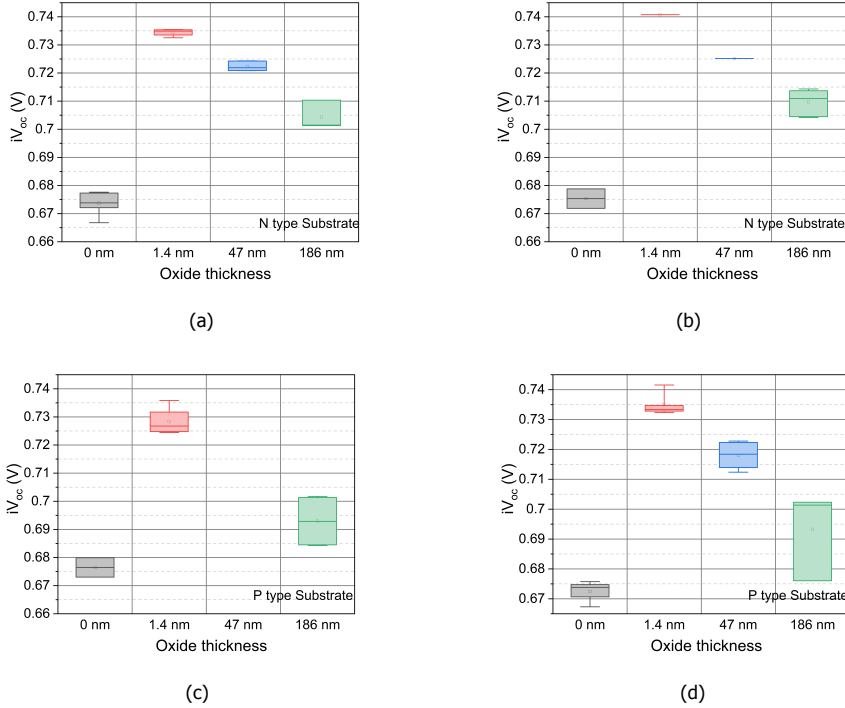 0.74
0.73
0.72
0.71
0.7
0.69
0.68
0.67
0.66
iVoc (V)
N type Substrate
0 nm 1.4 nm 47 nm 186 nm
Oxide thickness
(a)
0.74
0.73
0.72
0.71
0.7
0.69
0.68
0.67
0.66
iVoc (V)
N type Substrate
0 nm 1.4 nm 47 nm 186 nm
Oxide thickness
(b)
0.74
0.73
0.72
0.71
0.7
0.69
0.68
0.67
0.66
iVoc (V)
P type Substrate
0 nm 1.4 nm 47 nm 186 nm
Oxide thickness
(c)
0.74
0.73
0.72
0.71
0.7
0.69
0.68
0.67
iVoc (V)
P type Substrate
0 nm 1.4 nm 47 nm 186 nm
Oxide thickness
(d)